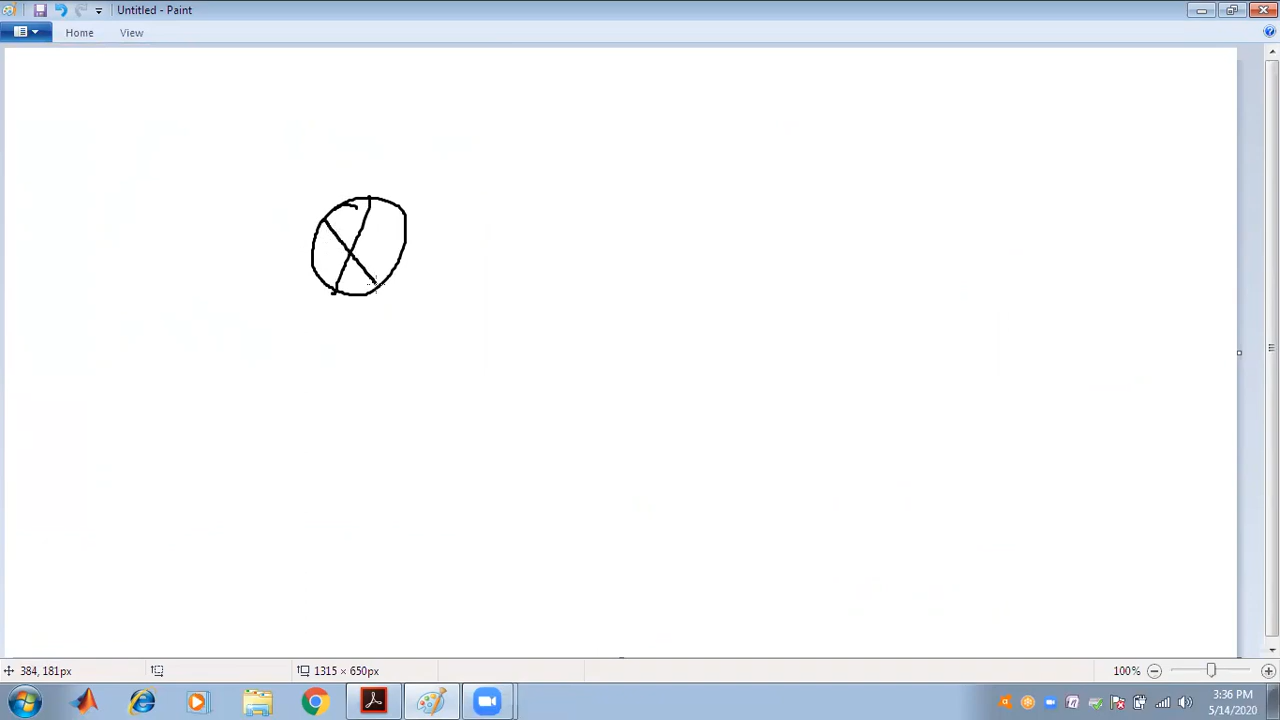 Untitled - Paint
Home View
384, 181px 1315 × 650px 100%
3:36 PM
5/14/2020